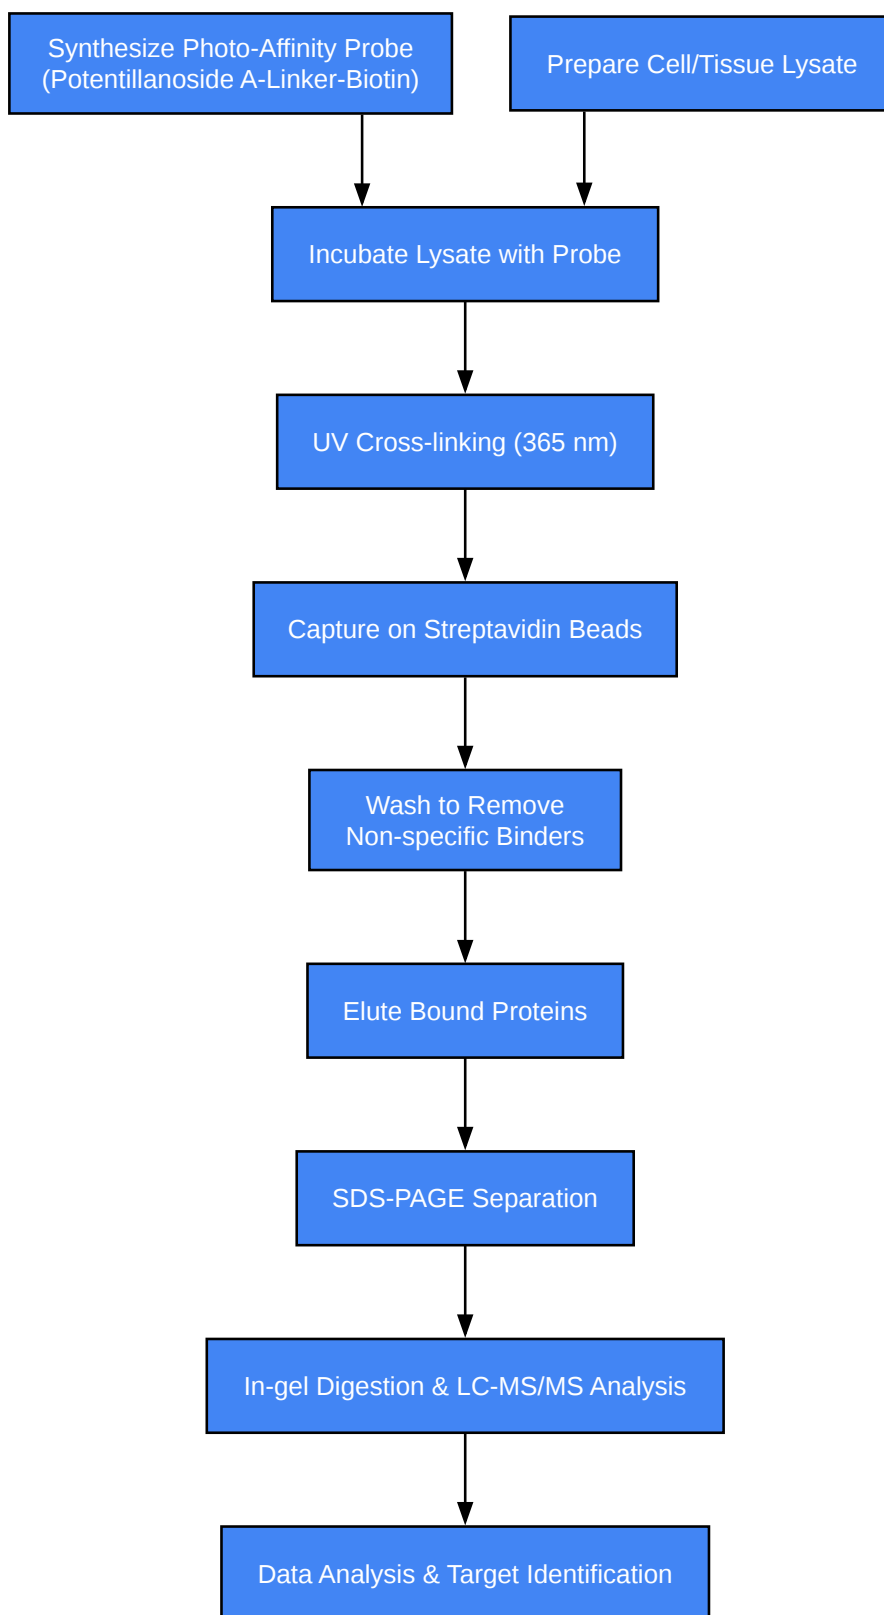 Synthesize Photo-Affinity Probe
(Potentillanoside A-Linker-Biotin)
Prepare Cell/Tissue Lysate
Incubate Lysate with Probe
UV Cross-linking (365 nm)
Capture on Streptavidin Beads
Wash to Remove
Non-specific Binders
Elute Bound Proteins
SDS-PAGE Separation
In-gel Digestion & LC-MS/MS Analysis
Data Analysis & Target Identification